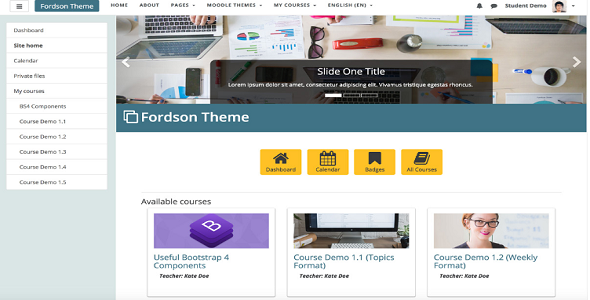 Fordson Theme
HOME ABOUT PAGES MOODLE THEMES MY COURSES ENGLISH (EN) Student Demo
Dashboard
Site home
Calendar
Private files
My courses
BS4 Components
Course Demo 1.1
Course Demo 1.2
Course Demo 1.3
Course Demo 1.4
Course Demo 1.5
Slide One Title
Lorem ipsum dolor sit amet, consectetur adipiscing elit. Vivamus tristique egestas rhoncus.
Fordson Theme
Dashboard Calendar Badges All Courses
Available courses
B
Useful Bootstrap 4
Components
Teacher: Kate Doe
Course Demo 1.1 (Topics
Format)
Teacher: Kate Doe
Course Demo 1.2 (Weekly
Format)
Teacher: Kate Doe